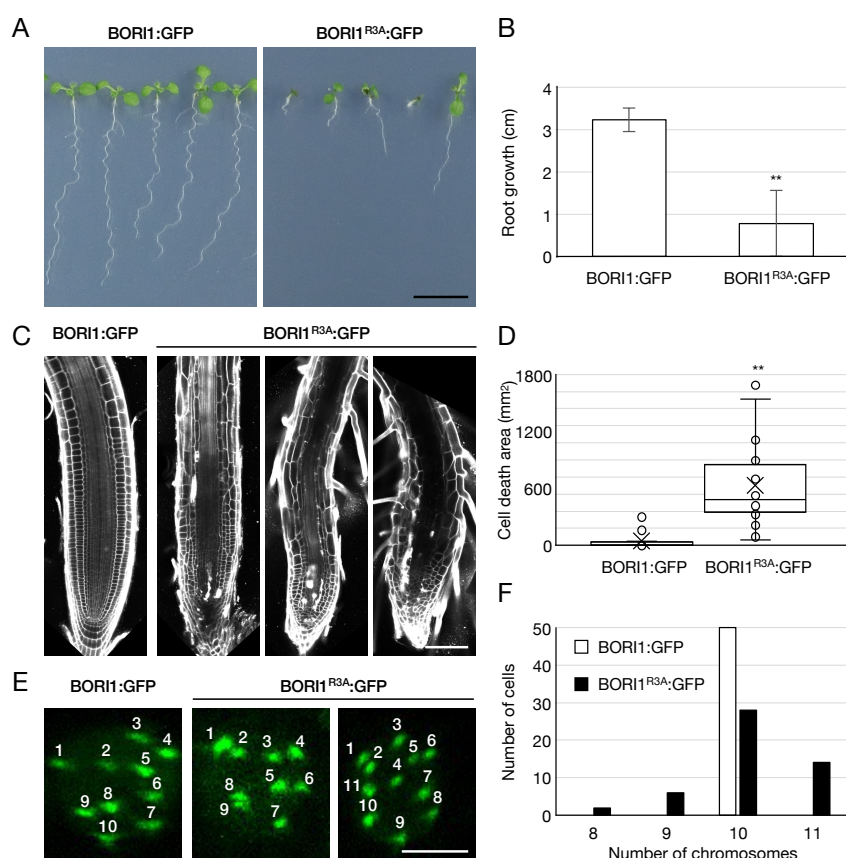 A
BORI1:GFP
BORI1R3A:GFP
B
Root growth (cm)
4
3
2
1
0
**
BORI1:GFP
BORI1R3A:GFP
C
BORI1:GFP
BORI1R3A:GFP
D
Cell death area (mm2)
1800
1200
600
0
**
BORI1:GFP
BORI1R3A:GFP
E
BORI1:GFP
BORI1R3A:GFP
1 2 3 4 5 6 7 8 9 10
1 2 3 4 5 6 7 8 9
1 2 3 4 5 6 7 8 9 10 11
F
Number of cells
50
40
30
20
10
0
BORI1:GFP
BORI1R3A:GFP
8 9 10 11
Number of chromosomes